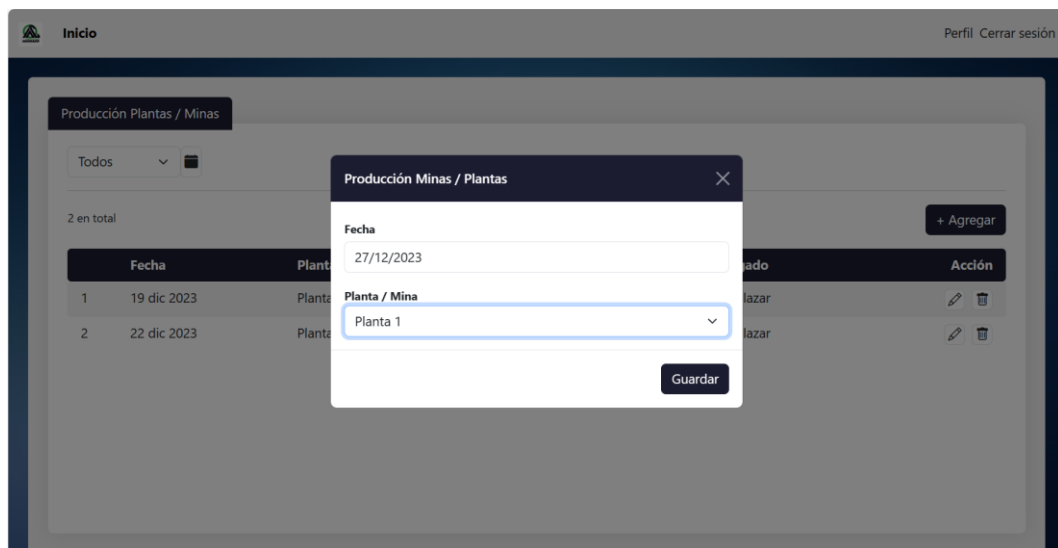 Inicio
Perfil Cerrar sesión
Producción Plantas / Minas
Todos
Producción Minas / Plantas
2 en total
+ Agregar
Fecha
27/12/2023
Fecha
Acción
Planta / Mina
1 19 dic 2023
Planta 1
2 22 dic 2023
Guardar